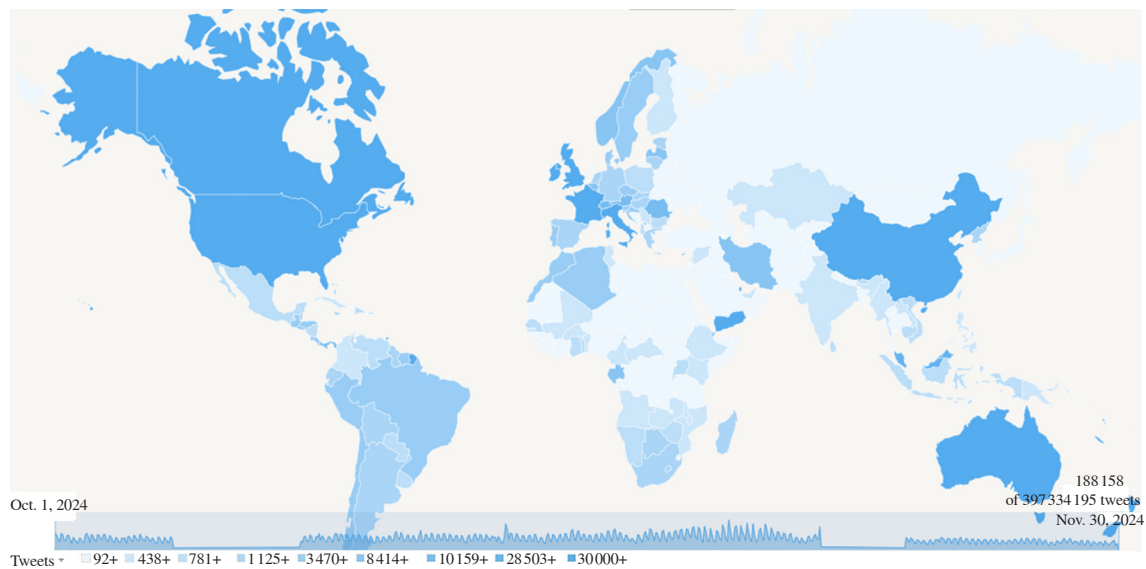 188 158
of 397 334 195 tweets
Oct. 1, 2024
Nov. 30, 2024
Tweets 92+ 438+ 781+ 1 125+ 3 470+ 8 414+ 10 159+ 28 503+ 30 000+